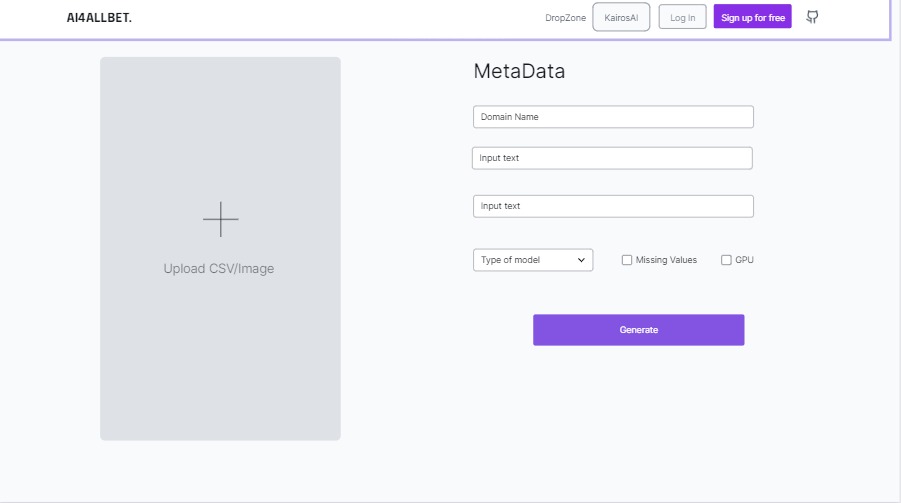 AI4ALLBET.
DropZone
KairosAI
Log In
Sign up for free
MetaData
Domain Name
Input text
Input text
Type of model
Missing Values
GPU
Generate
Upload CSV/Image